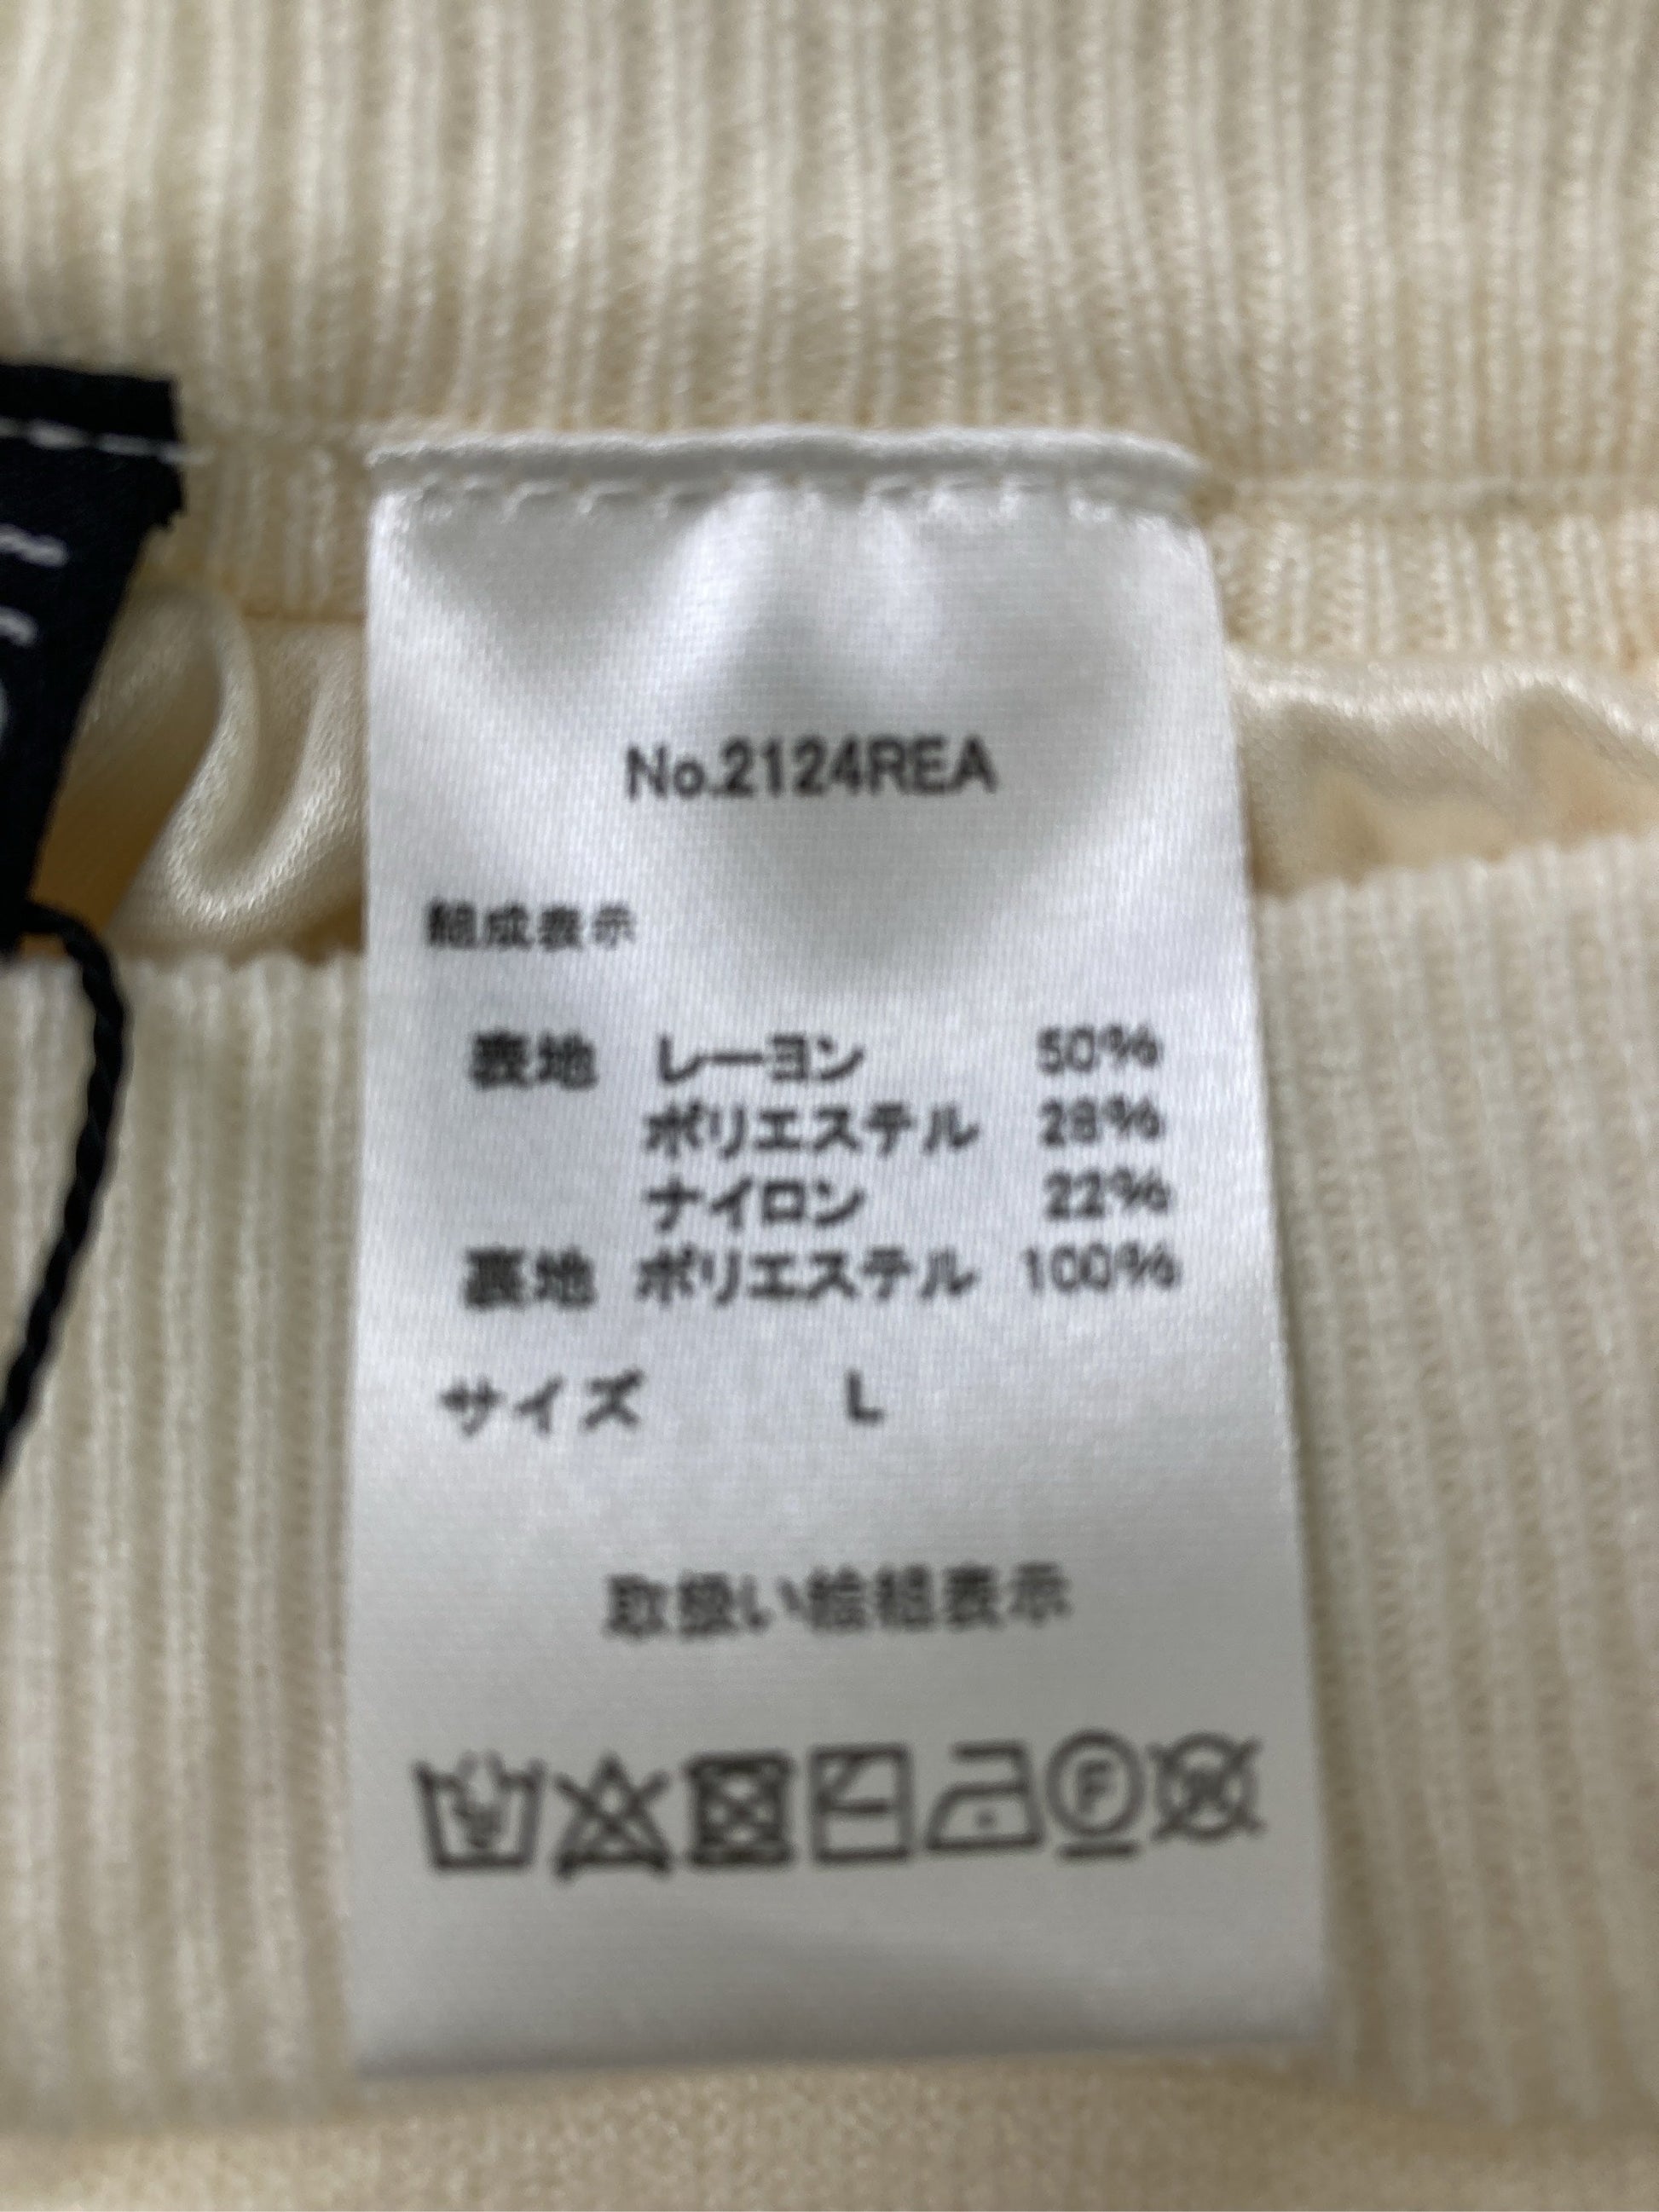 No.2124REA
組成表示
表地 レーヨン 50%
ポリエステル 28%
ナイロン 22%
裏地 ポリエステル 100%
サイズ L
取扱い絵組表示
F